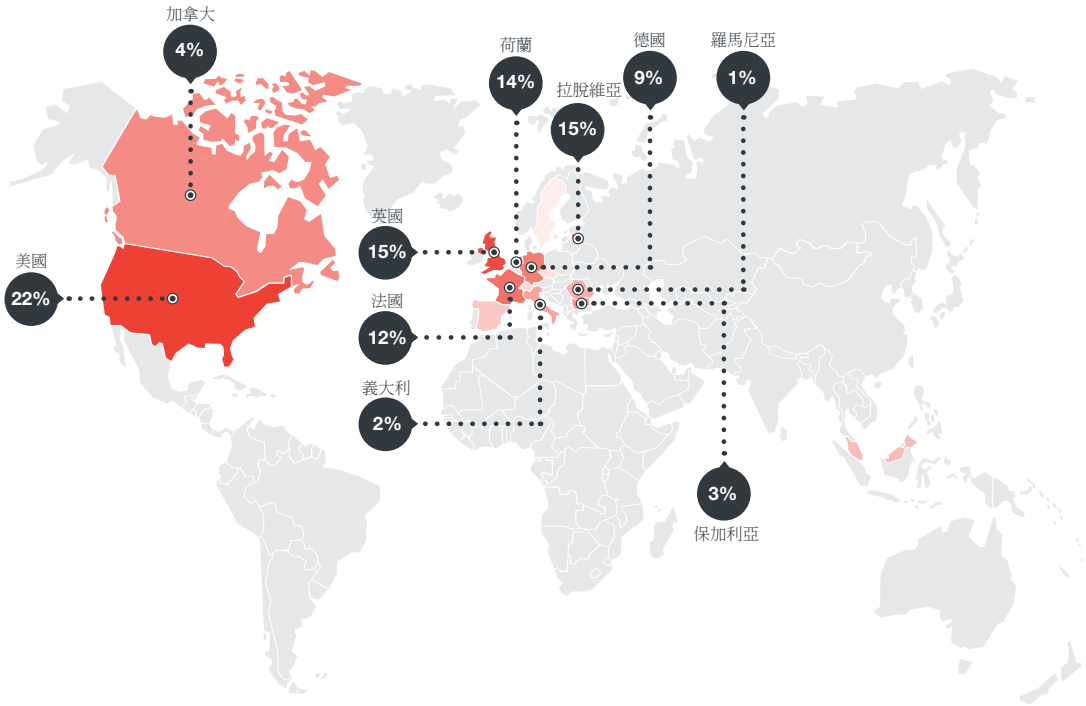 加拿大
4%
荷蘭
14%
德國
9%
羅馬尼亞
1%
拉脫維亞
15%
英國
15%
美國
22%
法國
12%
義大利
2%
3%
保加利亞